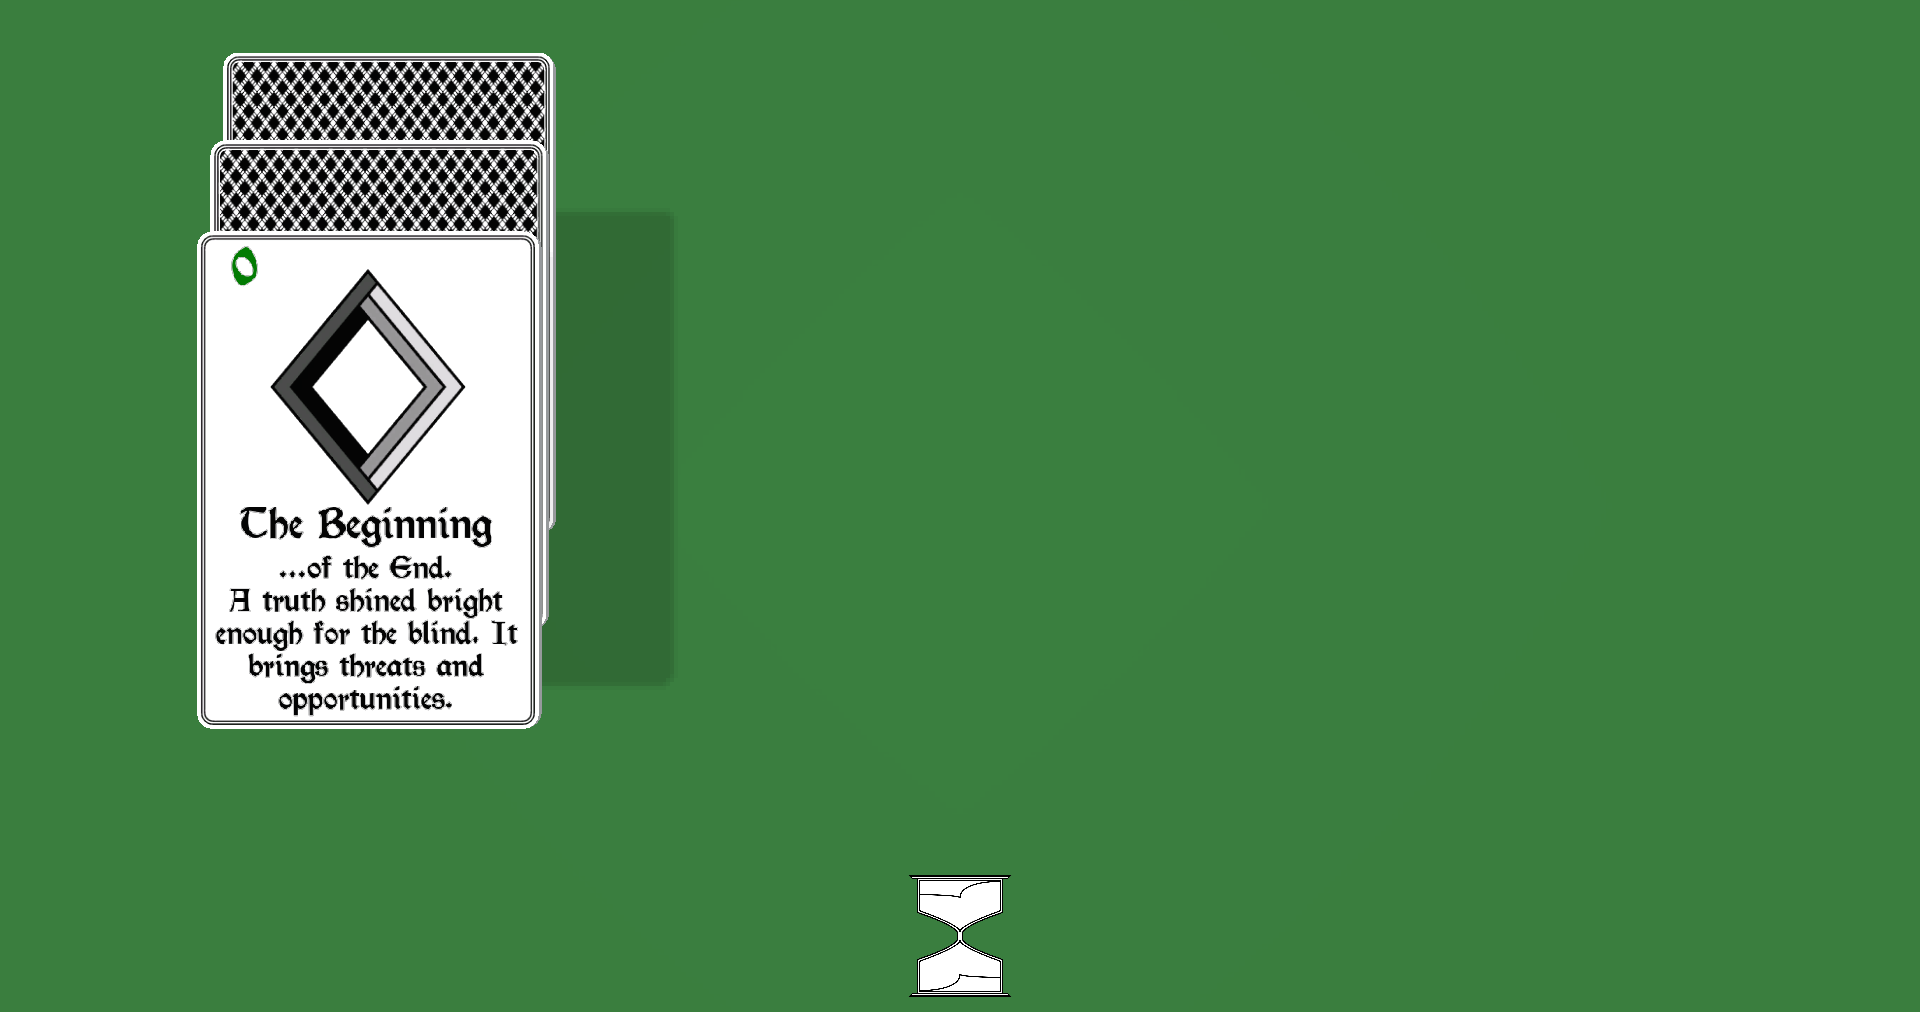 0
The Beginning
...of the End.
A truth shined bright
enough for the blind. It
brings threats and
opportunities.